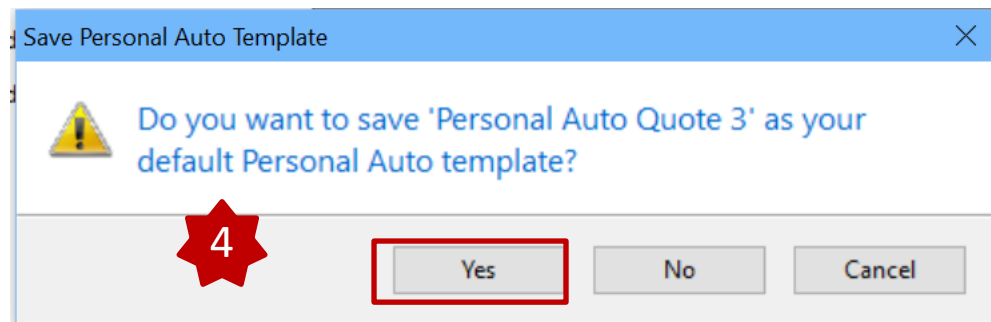 Save Personal Auto Template
Do you want to save 'Personal Auto Quote 3' as your
default Personal Auto template?
4
Yes No Cancel